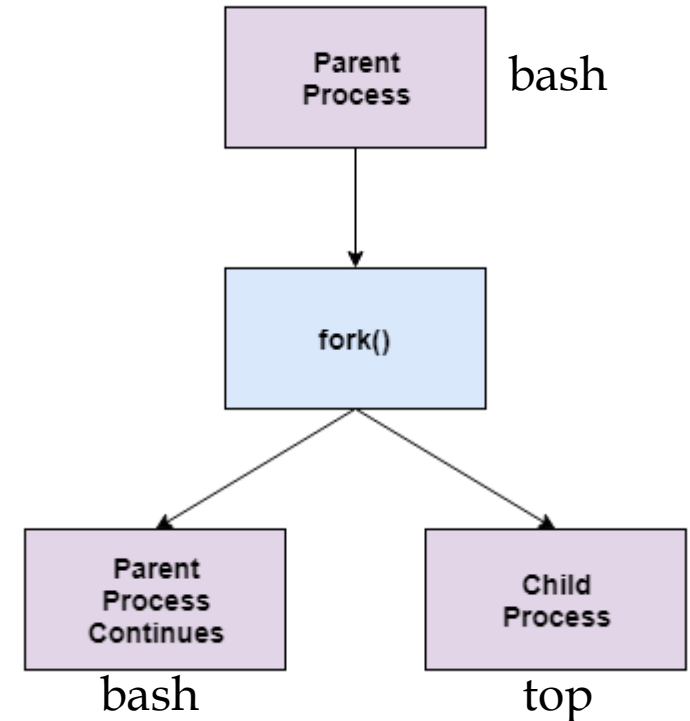 Parent
Process
bash
fork()
Parent
Process
Continues
Child
Process
bash
top